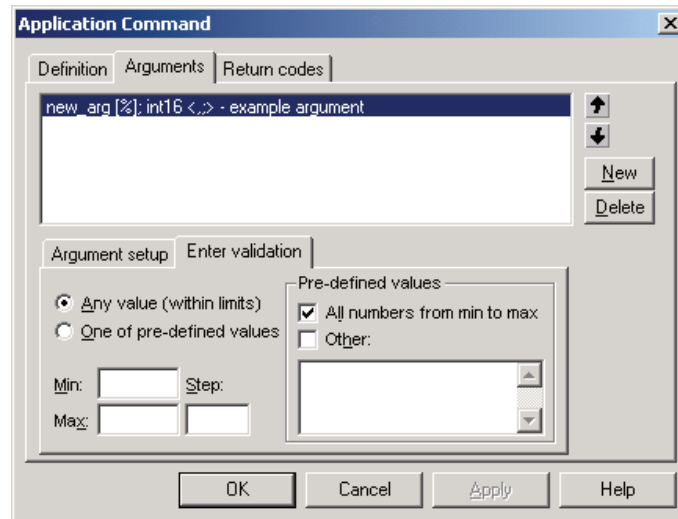 Application Command
Definition Arguments Return codes
new_arg [%]; int16 <,;> - example argument
New
Delete
Argument setup Enter validation
Any value (within limits)
One of pre-defined values
Pre-defined values
All numbers from min to max
Other:
Min: Step:
Max:
OK Cancel Apply Help